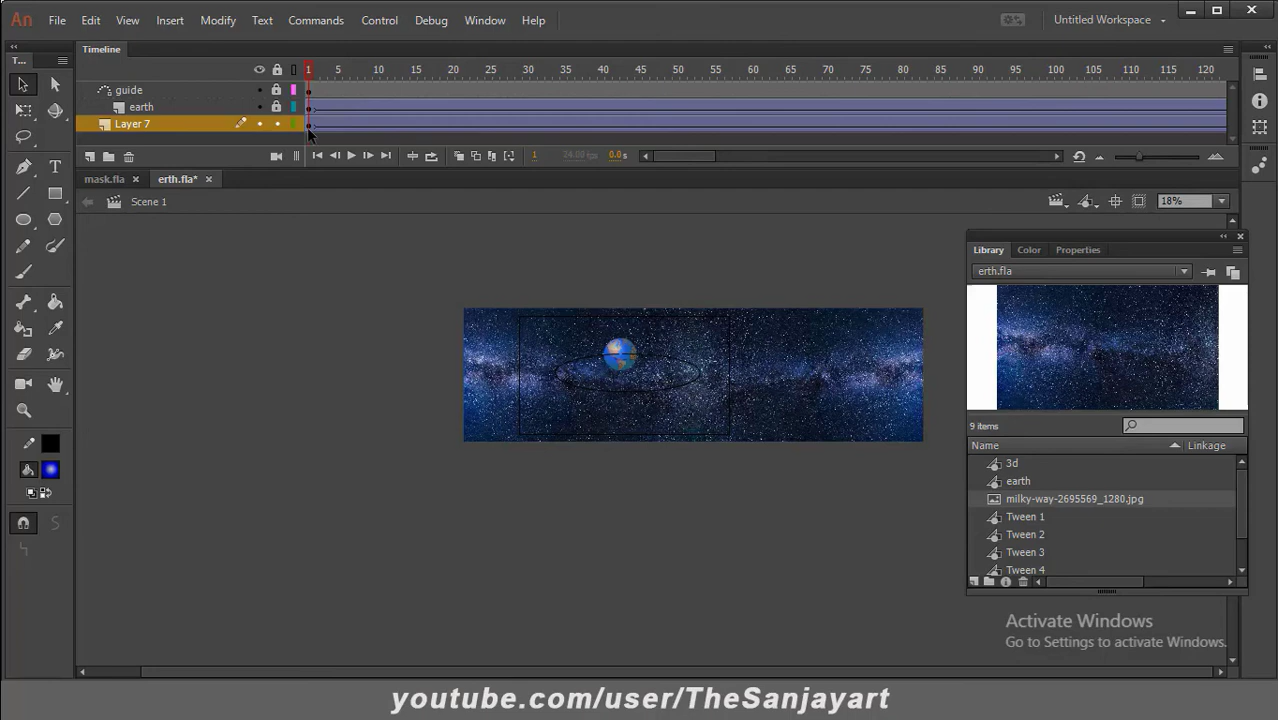 An File Edit View Insert Modify Text Commands Control Debug Window Help Untitled Workspace
Timeline
1 5 10 15 20 25 30 35 40 45 50 55 60 65 70 75 80 85 90 95 100 105 110 115 120
guide
earth
Layer 7
1 24.00 fps 0.0 s
mask.fla erth.fla*
Scene 1 18%
T...
Library Color Properties
erth.fla
9 items
Name Linkage
3d
earth
milky-way-2695569_1280.jpg
Tween 1
Tween 2
Tween 3
Tween 4
Activate Windows
Go to Settings to activate Windows.
youtube.com/user/TheSanjayart